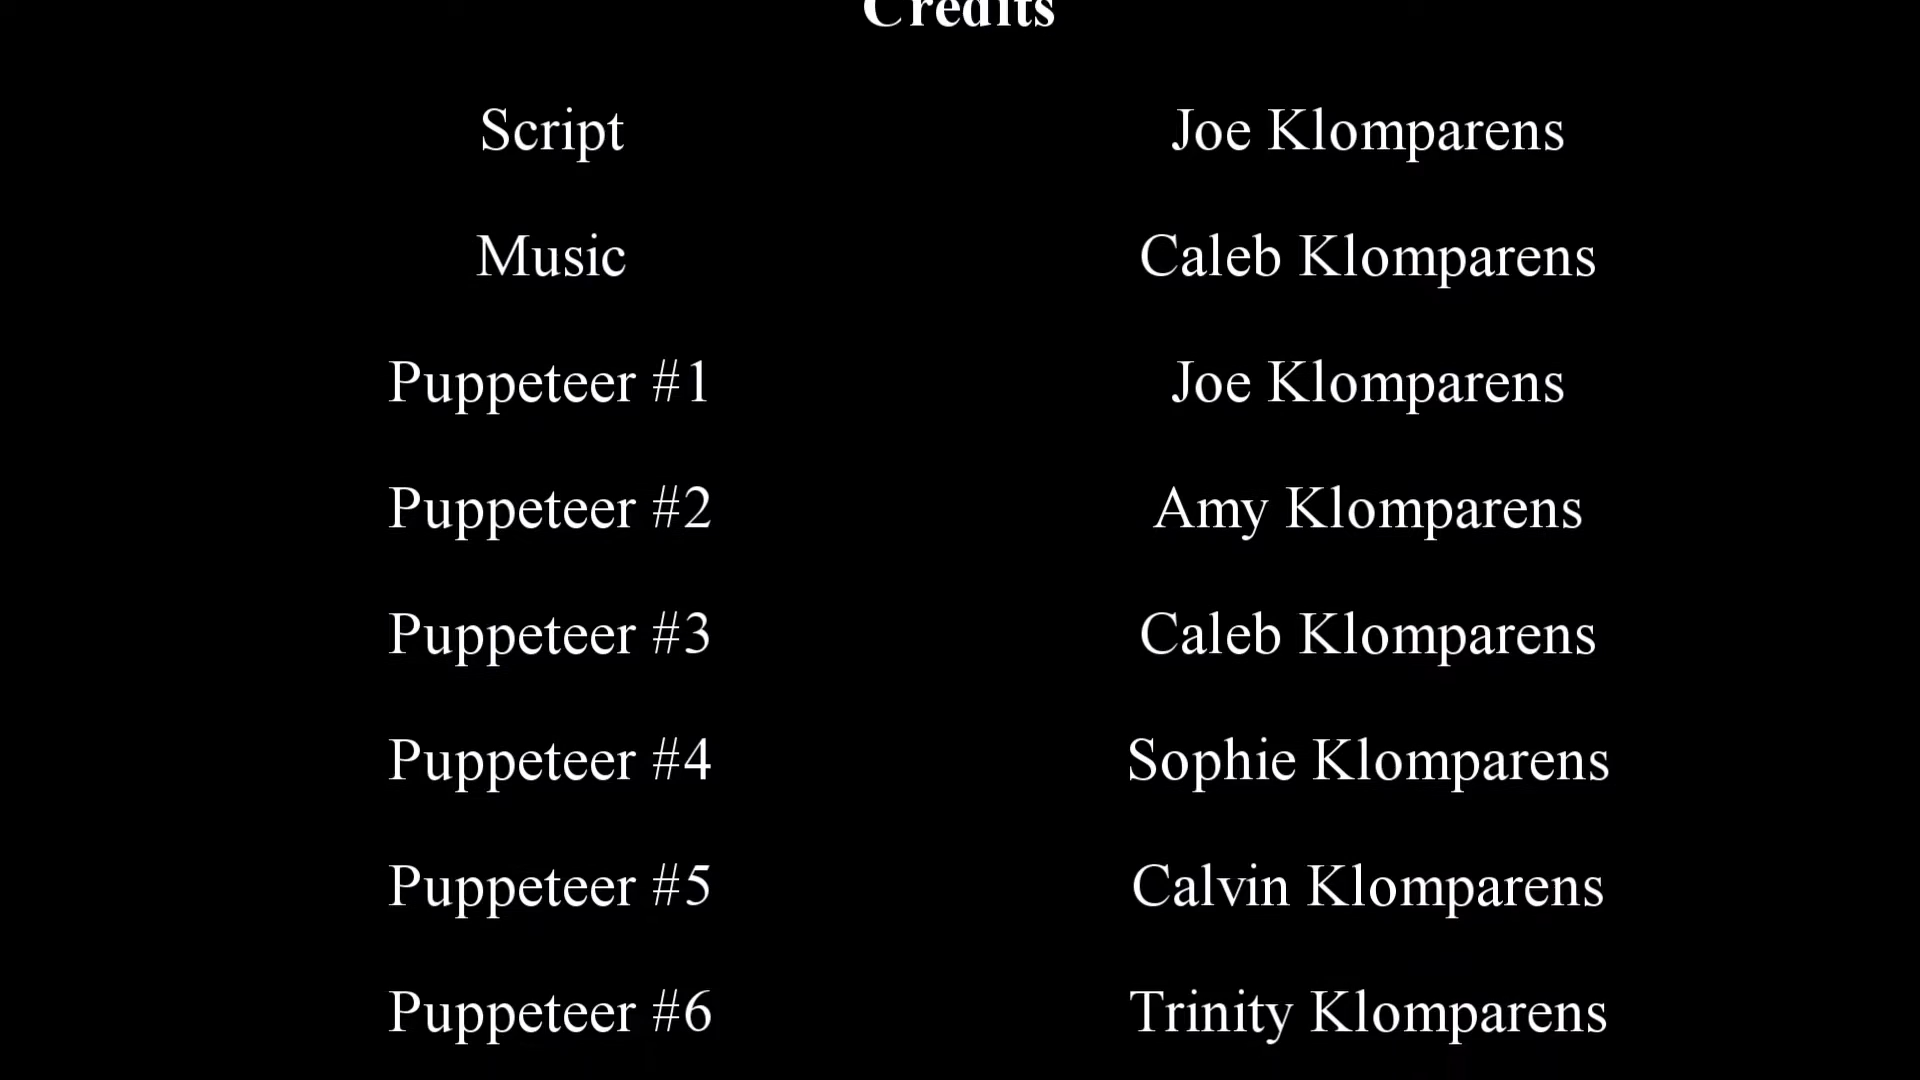 Credits
Script Joe Klomparens
Music Caleb Klomparens
Puppeteer #1 Joe Klomparens
Puppeteer #2 Amy Klomparens
Puppeteer #3 Caleb Klomparens
Puppeteer #4 Sophie Klomparens
Puppeteer #5 Calvin Klomparens
Puppeteer #6 Trinity Klomparens